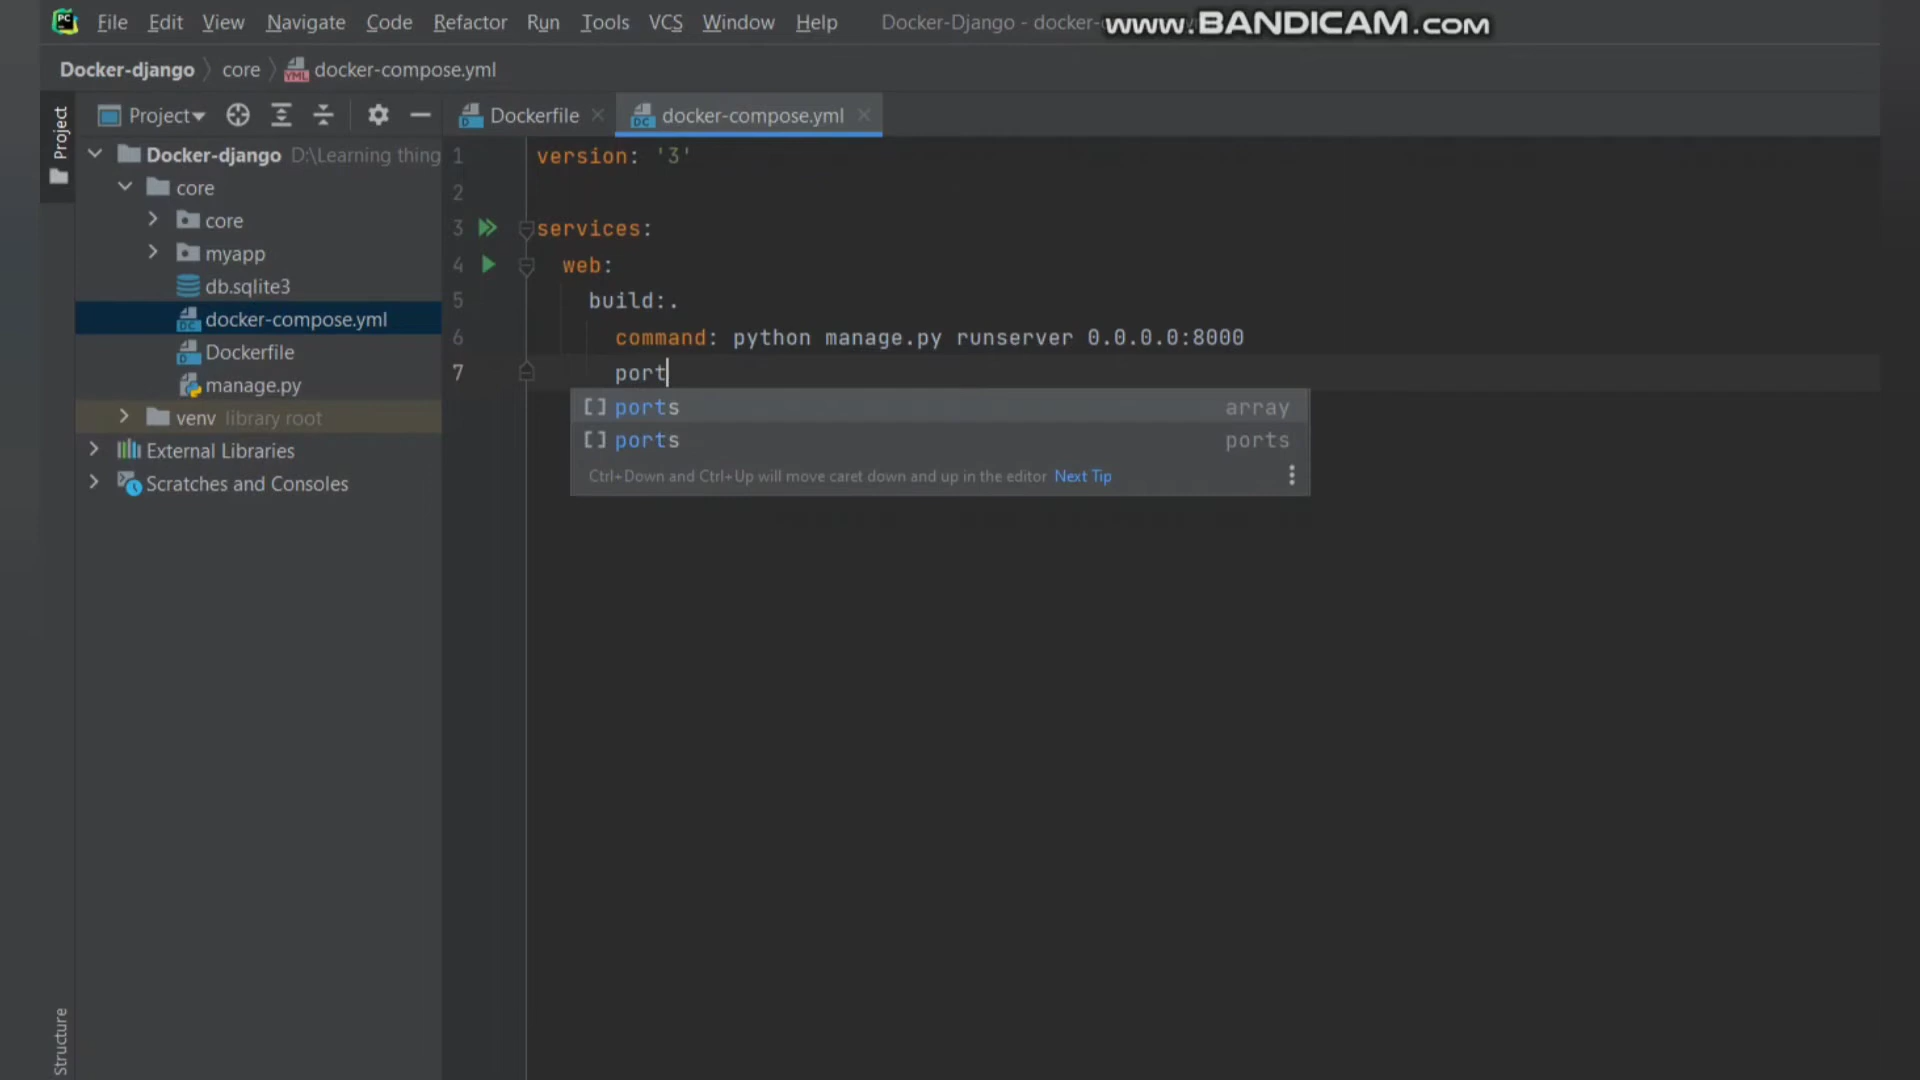 File Edit View Navigate Code Refactor Run Tools VCS Window Help Docker-Django - docker-
www.BANDICAM.com
Docker-django core docker-compose.yml
Project
Project
Dockerfile
docker-compose.yml
Docker-django D:\Learning thing
core
core
myapp
db.sqlite3
docker-compose.yml
Dockerfile
manage.py
venv library root
External Libraries
Scratches and Consoles
1 version: '3'
2
3 services:
4 web:
5 build:.
6 command: python manage.py runserver 0.0.0.0:8000
7 port
[] ports array
[] ports ports
Ctrl+Down and Ctrl+Up will move caret down and up in the editor Next Tip
Structure